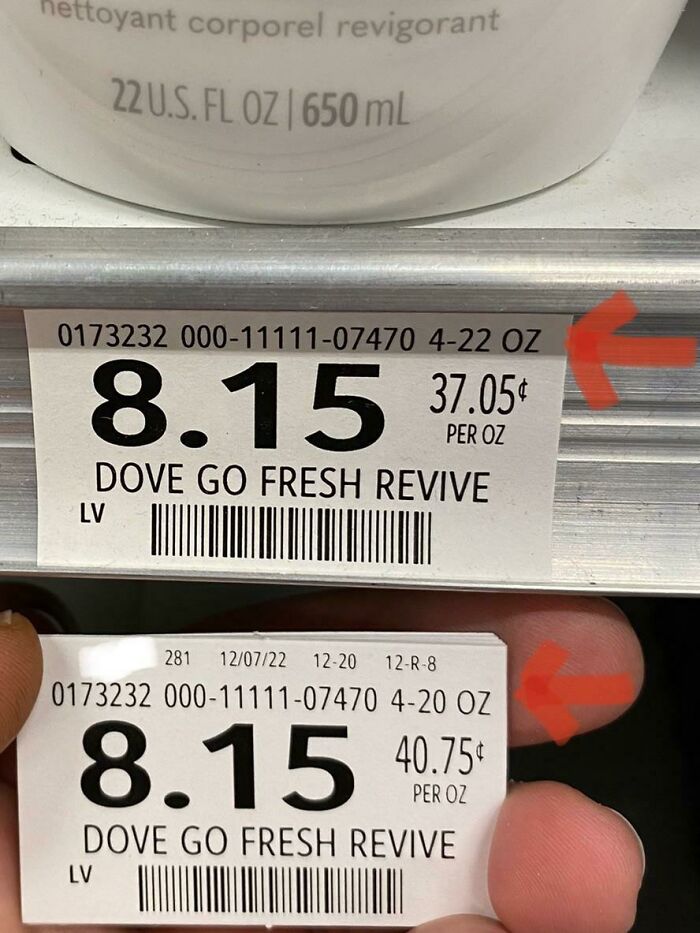 nettoyant corporel revigorant
22 U.S. FL OZ | 650 mL
0173232 000-11111-07470 4-22 OZ
8.15 37.05¢
PER OZ
DOVE GO FRESH REVIVE
LV
281 12/07/22 12-20 12-R-8
0173232 000-11111-07470 4-20 OZ
8.15 40.75¢
PER OZ
DOVE GO FRESH REVIVE
LV